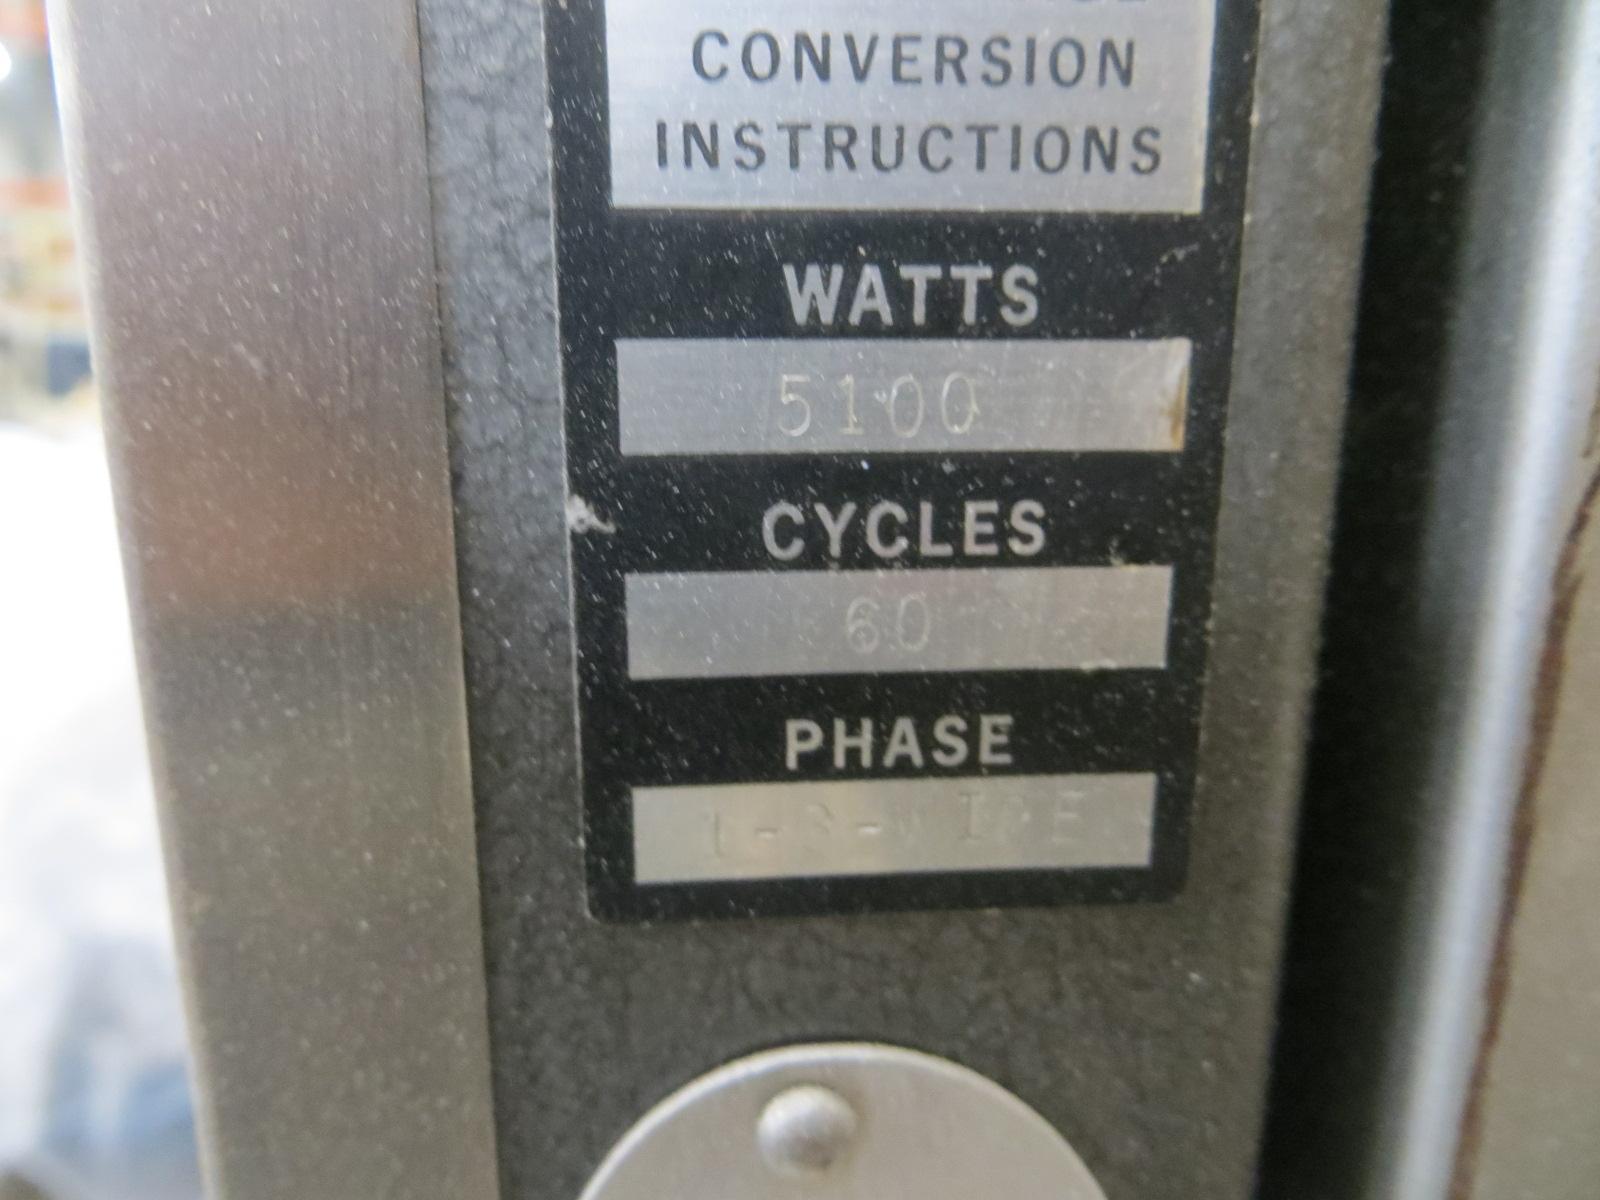 CONVERSION
INSTRUCTIONS
WATTS
5100
CYCLES
60
PHASE